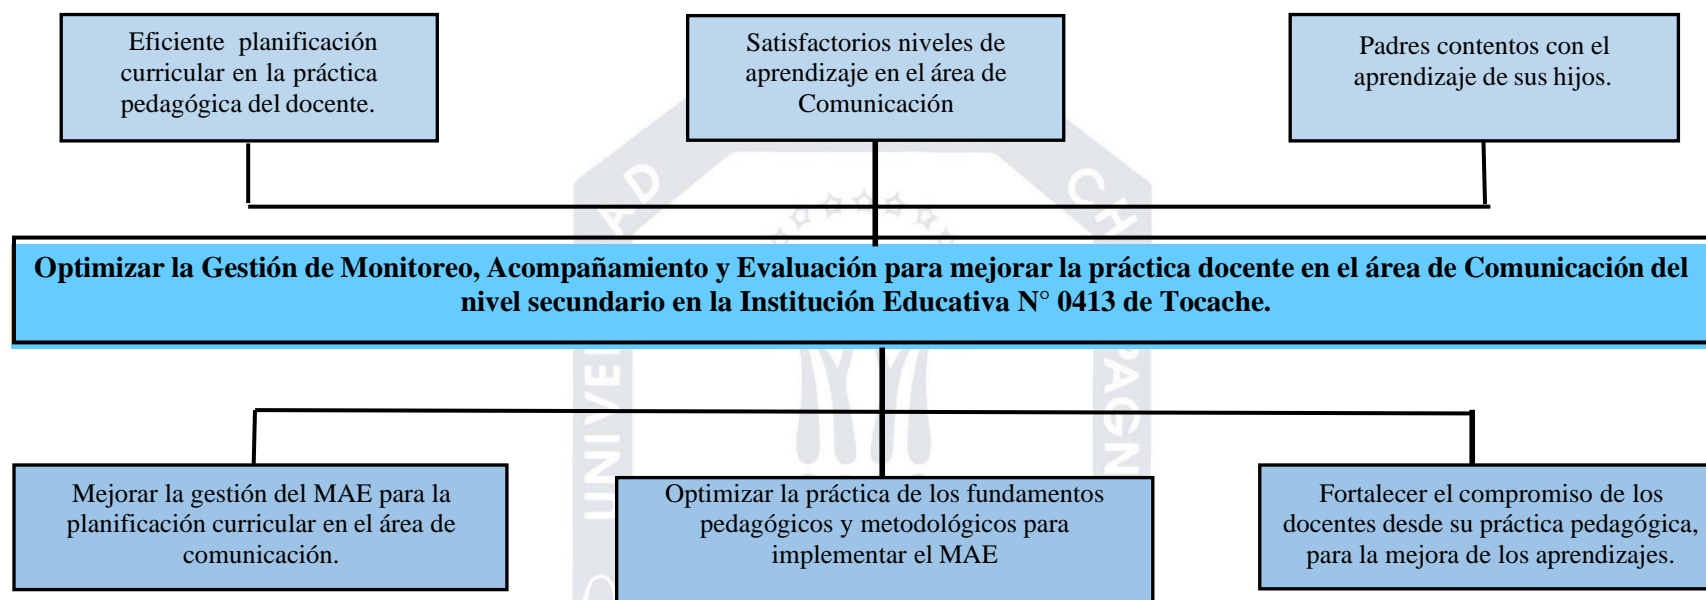 Eficiente planificación
curricular en la práctica
pedagógica del docente.
Satisfactorios niveles de
aprendizaje en el área de
Comunicación
Padres contentos con el
aprendizaje de sus hijos.
Optimizar la Gestión de Monitoreo, Acompañamiento y Evaluación para mejorar la práctica docente en el área de Comunicación del
nivel secundario en la Institución Educativa N° 0413 de Tocache.
Mejorar la gestión del MAE para la
planificación curricular en el área de
comunicación.
Optimizar la práctica de los fundamentos
pedagógicos y metodológicos para
implementar el MAE
Fortalecer el compromiso de los
docentes desde su práctica pedagógica,
para la mejora de los aprendizajes.